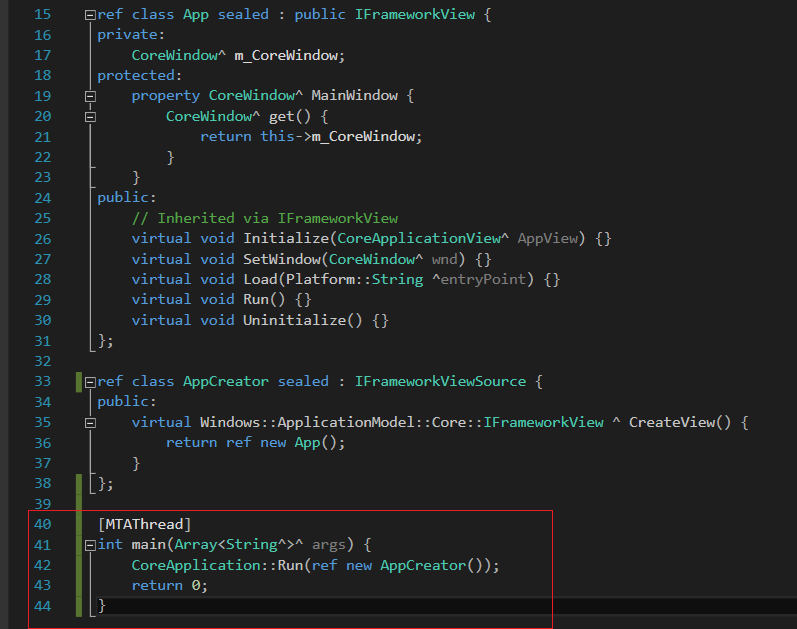 15 ref class App sealed : public IFrameworkView {
16 private:
17     CoreWindow^ m_CoreWindow;
18 protected:
19     property CoreWindow^ MainWindow {
20         CoreWindow^ get() {
21             return this->m_CoreWindow;
22         }
23     }
24 public:
25     // Inherited via IFrameworkView
26     virtual void Initialize(CoreApplicationView^ AppView) {}
27     virtual void SetWindow(CoreWindow^ wnd) {}
28     virtual void Load(Platform::String ^entryPoint) {}
29     virtual void Run() {}
30     virtual void Uninitialize() {}
31 };
32
33 ref class AppCreator sealed : IFrameworkViewSource {
34 public:
35     virtual Windows::ApplicationModel::Core::IFrameworkView ^ CreateView() {
36         return ref new App();
37     }
38 };
39
40 [MTAThread]
41 int main(Array<String^>^ args) {
42     CoreApplication::Run(ref new AppCreator());
43     return 0;
44 }